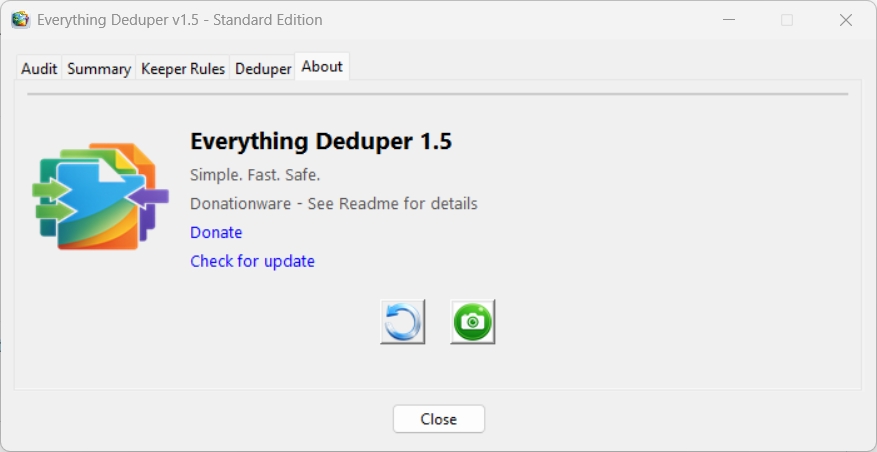 Everything Deduper v1.5 - Standard Edition
Audit Summary Keeper Rules Deduper About
Everything Deduper 1.5
Simple. Fast. Safe.
Donationware - See Readme for details
Donate
Check for update
Close